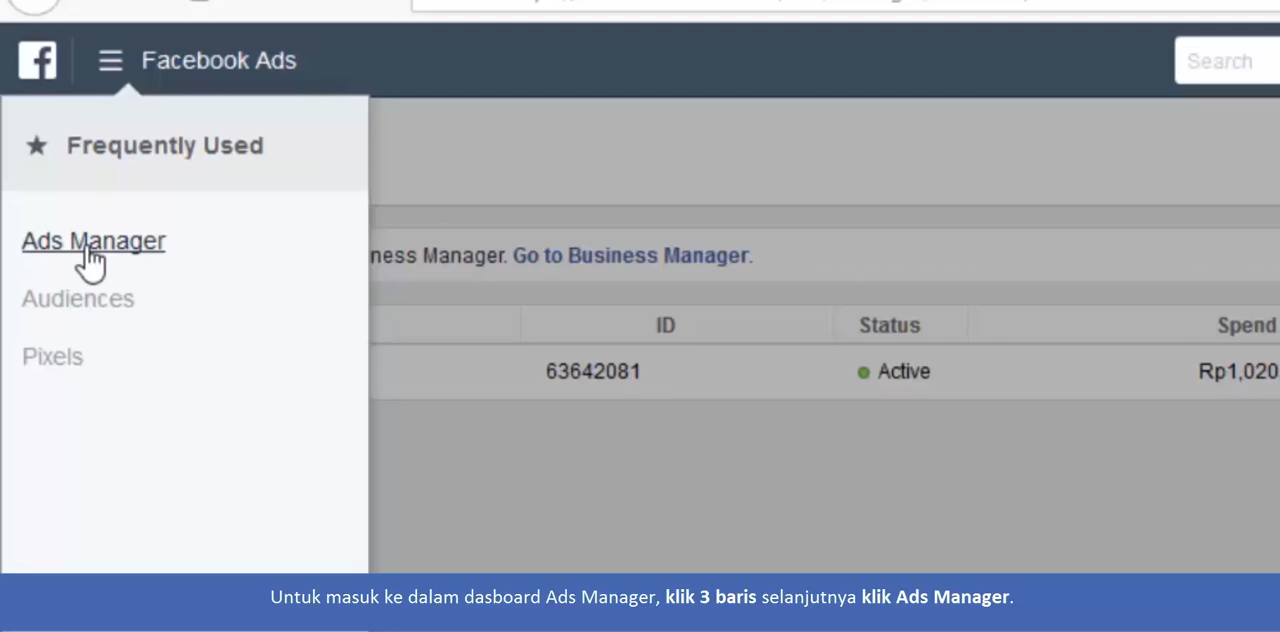 Facebook Ads
Search
Frequently Used
Ads Manager
ness Manager. Go to Business Manager.
Audiences
ID Status Spend
Pixels
63642081 Active Rp1,020
Untuk masuk ke dalam dasboard Ads Manager, klik 3 baris selanjutnya klik Ads Manager.